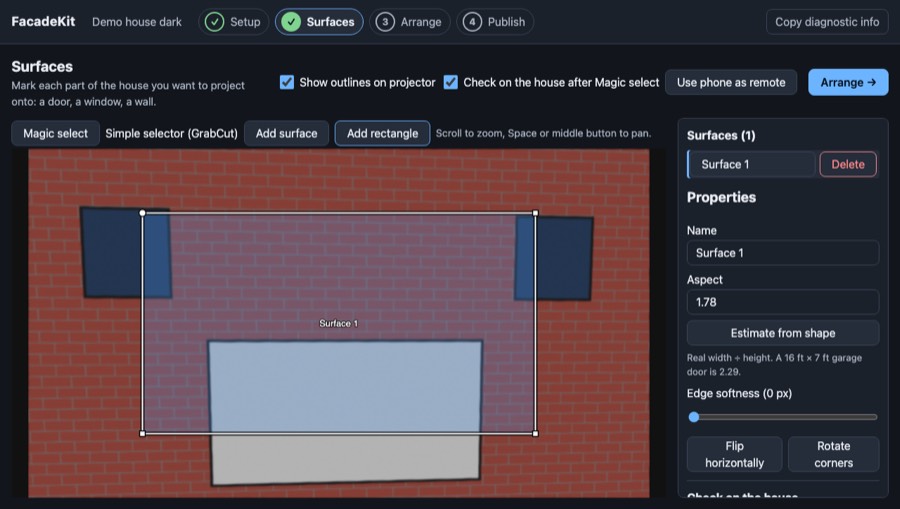 FacadeKit
Demo house dark
Setup
Surfaces
3 Arrange
4 Publish
Copy diagnostic info
Surfaces
Mark each part of the house you want to project
onto: a door, a window, a wall.
Show outlines on projector
Check on the house after Magic select
Use phone as remote
Arrange →
Magic select
Simple selector (GrabCut)
Add surface
Add rectangle
Scroll to zoom, Space or middle button to pan.
Surface 1
Surfaces (1)
Surface 1
Delete
Properties
Name
Surface 1
Aspect
1.78
Estimate from shape
Real width ÷ height. A 16 ft × 7 ft garage
door is 2.29.
Edge softness (0 px)
Flip
horizontally
Rotate
corners
Check on the house